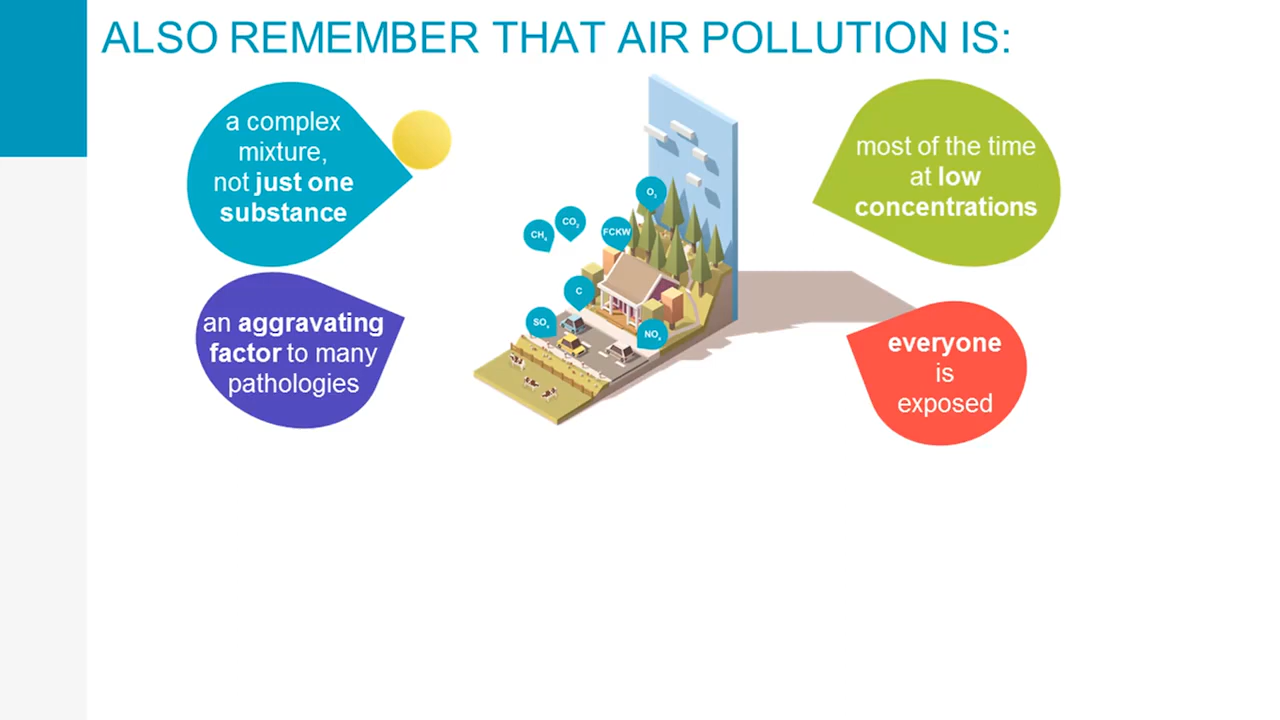 ALSO REMEMBER THAT AIR POLLUTION IS:
a complex
mixture,
not just one
substance
most of the time
at low
concentrations
an aggravating
factor to many
pathologies
everyone
is
exposed
O₃
CO₂
CH₄
FCKW
C
SOₓ
NOₓ